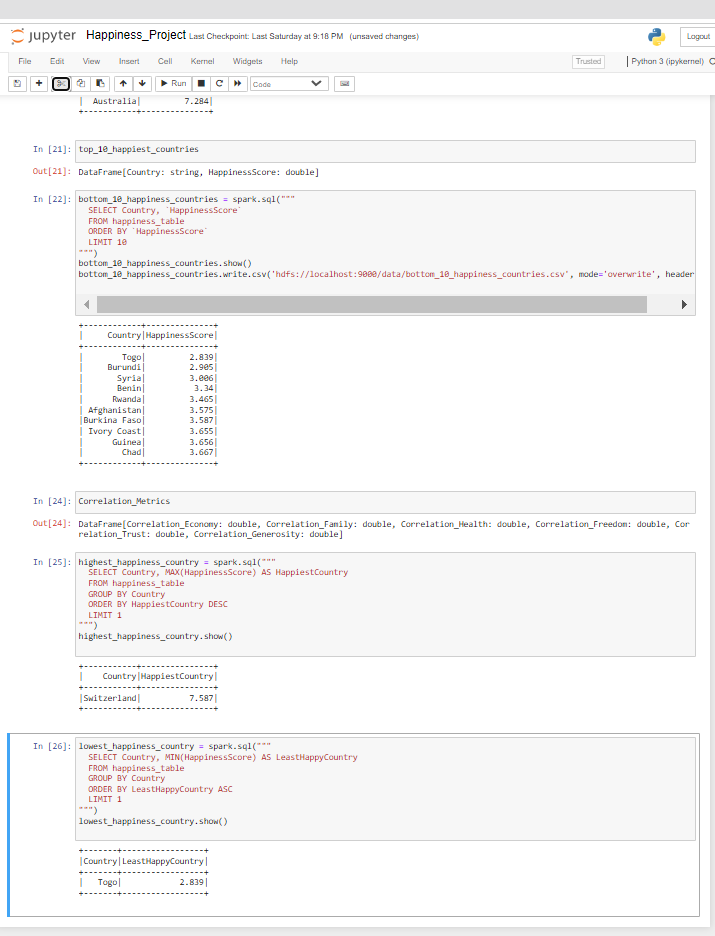 jupyter Happiness_Project Last Checkpoint: Last Saturday at 9:18 PM (unsaved changes) Logout
File Edit View Insert Cell Kernel Widgets Help Trusted Python 3 (ipykernel)
Run Code
| Australia| 7.284|
+-----------+--------------+
In [21]: top_10_happiest_countries
Out[21]: DataFrame[Country: string, HappinessScore: double]
In [22]: bottom_10_happiness_countries = spark.sql("""
SELECT Country, `HappinessScore`
FROM happiness_table
ORDER BY `HappinessScore`
LIMIT 10
""")
bottom_10_happiness_countries.show()
bottom_10_happiness_countries.write.csv('hdfs://localhost:9000/data/bottom_10_happiness_countries.csv', mode='overwrite', header
+------------+--------------+
| Country|HappinessScore|
+------------+--------------+
| Togo| 2.839|
| Burundi| 2.905|
| Syria| 3.006|
| Benin| 3.34|
| Rwanda| 3.465|
| Afghanistan| 3.575|
|Burkina Faso| 3.587|
| Ivory Coast| 3.655|
| Guinea| 3.656|
| Chad| 3.667|
+------------+--------------+
In [24]: Correlation_Metrics
Out[24]: DataFrame[Correlation_Economy: double, Correlation_Family: double, Correlation_Health: double, Correlation_Freedom: double, Cor
relation_Trust: double, Correlation_Generosity: double]
In [25]: highest_happiness_country = spark.sql("""
SELECT Country, MAX(HappinessScore) AS HappiestCountry
FROM happiness_table
GROUP BY Country
ORDER BY HappiestCountry DESC
LIMIT 1
""")
highest_happiness_country.show()
+-----------+---------------+
| Country|HappiestCountry|
+-----------+---------------+
|Switzerland| 7.587|
+-----------+---------------+
In [26]: lowest_happiness_country = spark.sql("""
SELECT Country, MIN(HappinessScore) AS LeastHappyCountry
FROM happiness_table
GROUP BY Country
ORDER BY LeastHappyCountry ASC
LIMIT 1
""")
lowest_happiness_country.show()
+-------+-----------------+
|Country|LeastHappyCountry|
+-------+-----------------+
| Togo| 2.839|
+-------+-----------------+